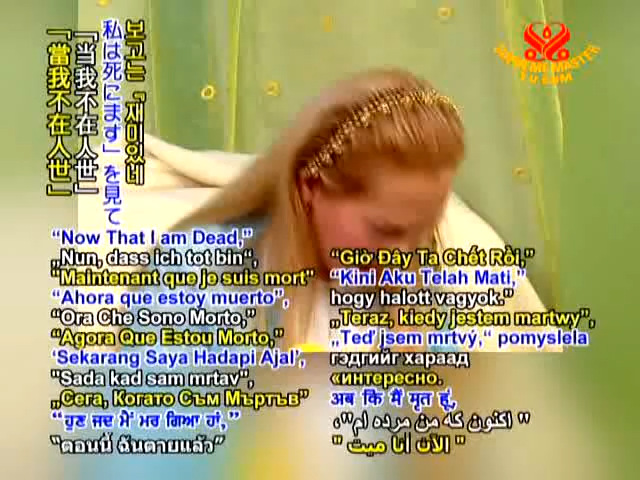 SUPREME MASTER
TV.COM
보고는『재미있네
私は死にます」を見て
「当我不在人世」
「當我不在人世」
“Now That I am Dead,”
„Nun, dass ich tot bin“,
"Maintenant que je suis mort"
“Ahora que estoy muerto”,
“Ora Che Sono Morto,”
“Agora Que Estou Morto,”
‘Sekarang Saya Hadapi Ajal’,
"Sada kad sam mrtav",
„Сега, Когато Съм Мъртъв”
“ਹੁਣ ਜਦ ਮੈਂ ਮਰ ਗਿਆ ਹਾਂ,”
“ตอนนี้ ฉันตายแล้ว”
“Giờ Đây Ta Chết Rồi,”
“Kini Aku Telah Mati,”
hogy halott vagyok.”
„Teraz, kiedy jestem martwy”,
„Teď jsem mrtvý,“ pomyslela
гэдгийг хараад
«интересно.
अब कि मैं मृत हूं,
" اکنون که من مرده ام"،
" الآن أنا ميت "